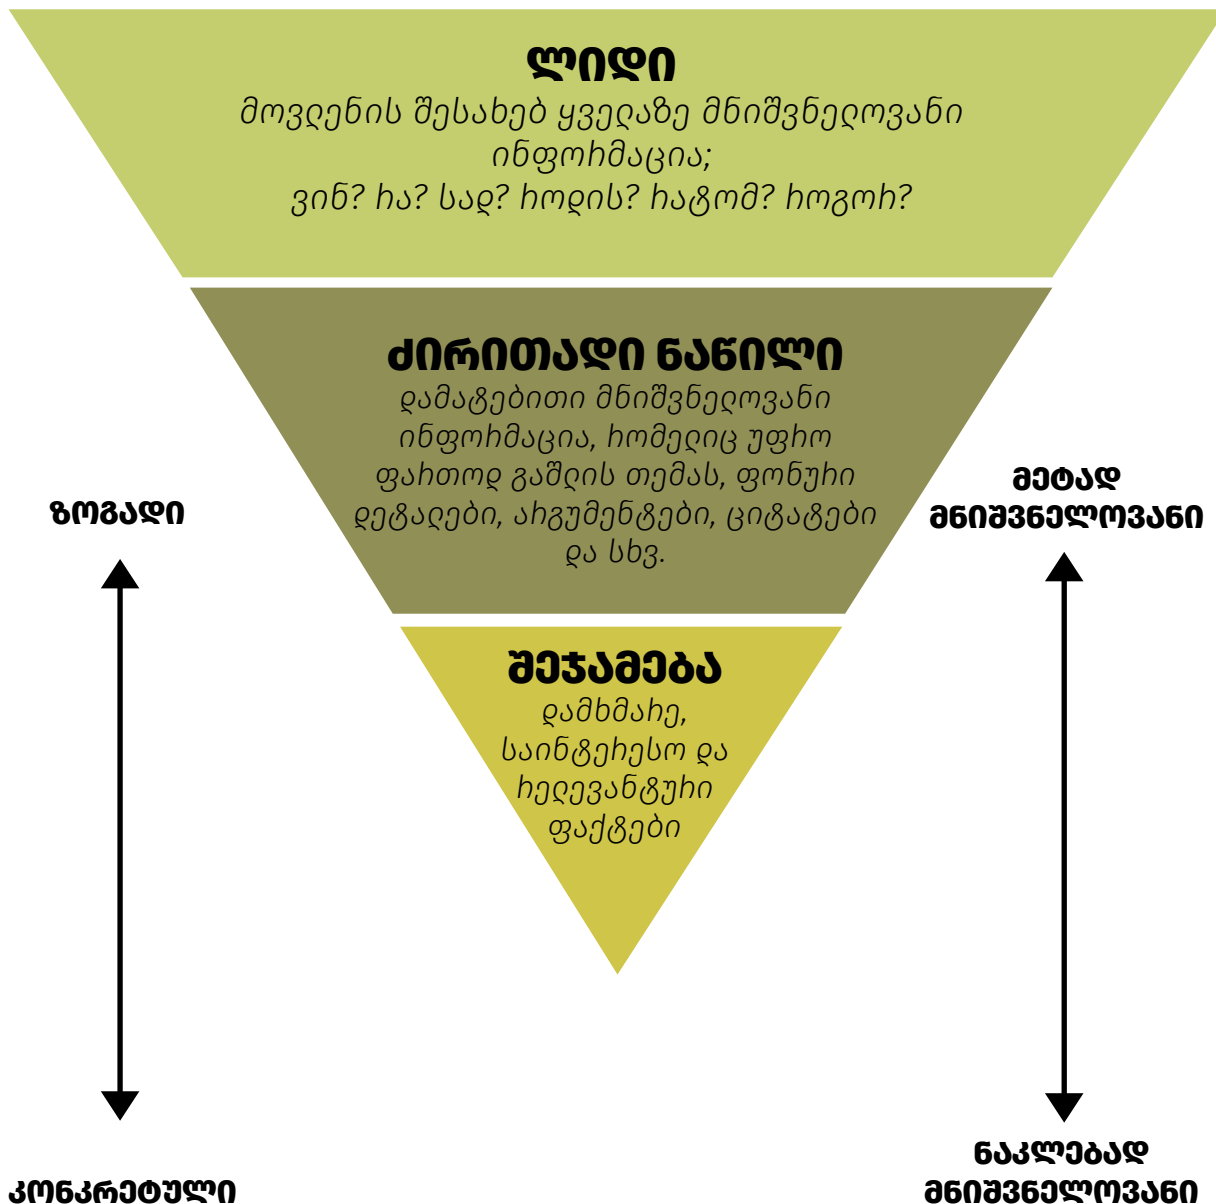 ლიდი
მოვლენის შესახებ ყველაზე მნიშვნელოვანი
ინფორმაცია;
ვინ? რა? სად? როდის? რატომ? როგორ?
ძირითადი ნაწილი
დამატებითი მნიშვნელოვანი
ინფორმაცია, რომელიც უფრო
ფართოდ გაშლის თემას, ფონური
დეტალები, არგუმენტები, ციტატები
და სხვ.
ზოგადი
მეტად
მნიშვნელოვანი
შეჯამება
დამხმარე,
საინტერესო და
რელევანტური
ფაქტები
კონკრეტული
ნაკლებად
მნიშვნელოვანი